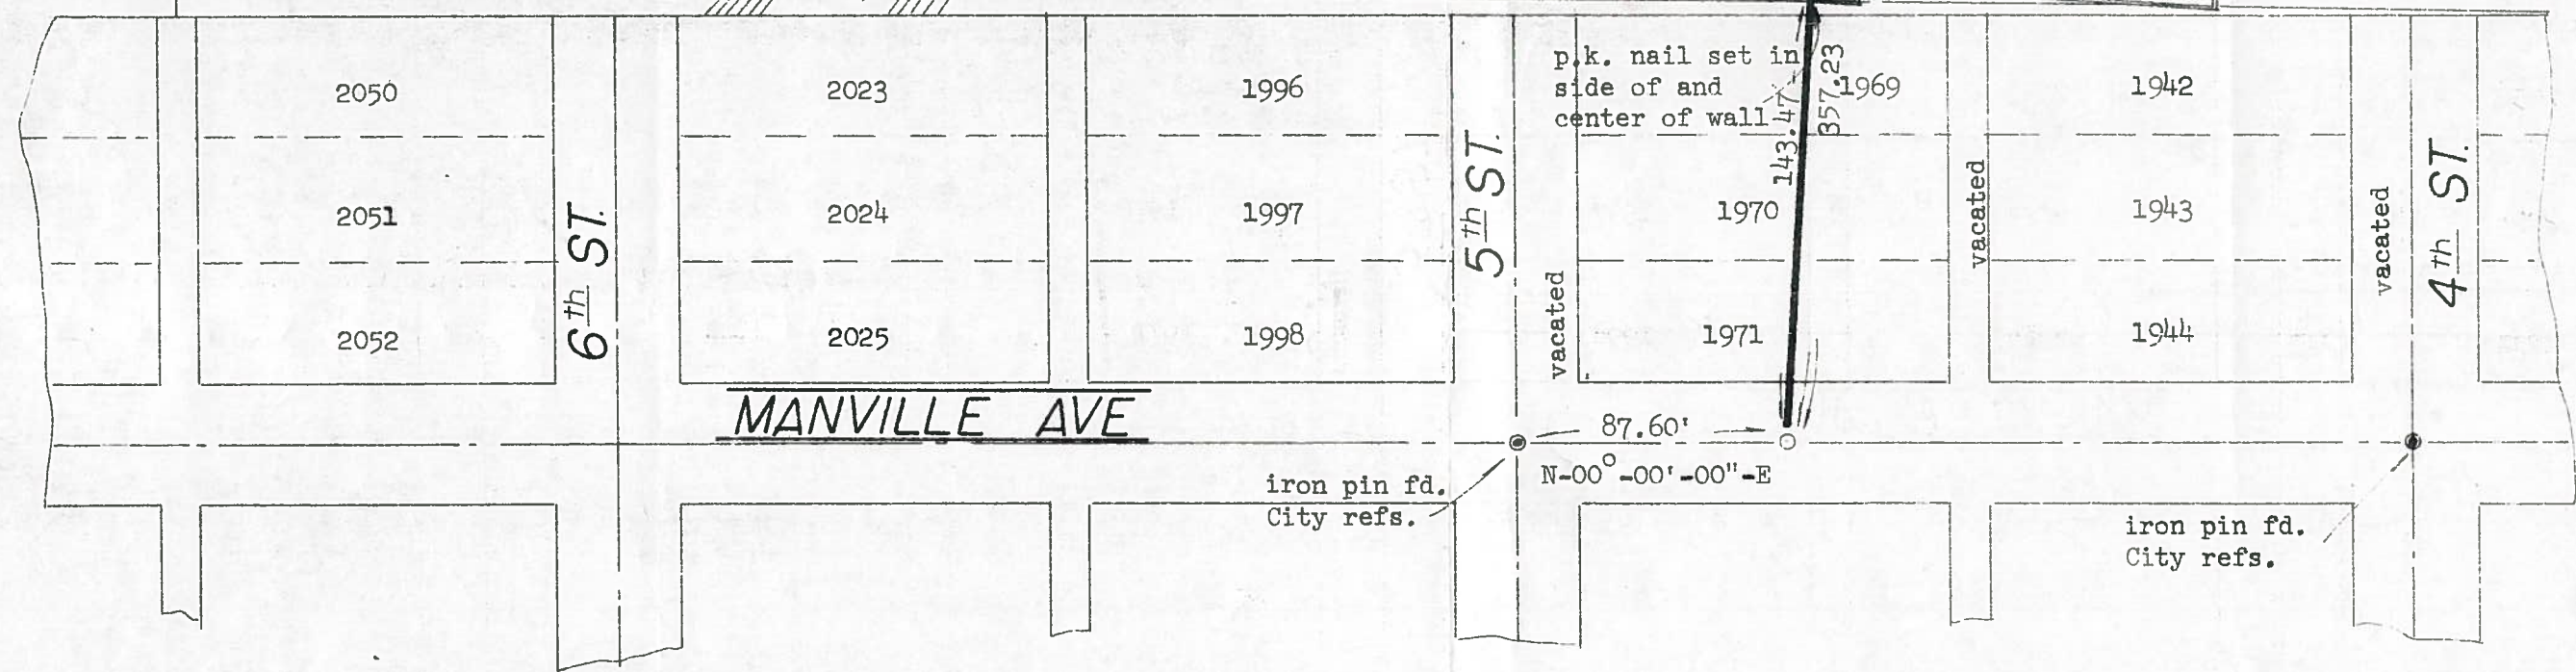 2050
2051
2052
6th ST.
2023
2024
2025
1996
1997
1998
MANVILLE AVE
5th ST.
vacated
p.k. nail set in
side of and
center of wall
143.47
357.23
1969
1970
1971
vacated
1942
1943
1944
vacated
4th ST.
87.60'
N-00°-00'-00"-E
iron pin fd.
City refs.
iron pin fd.
City refs.